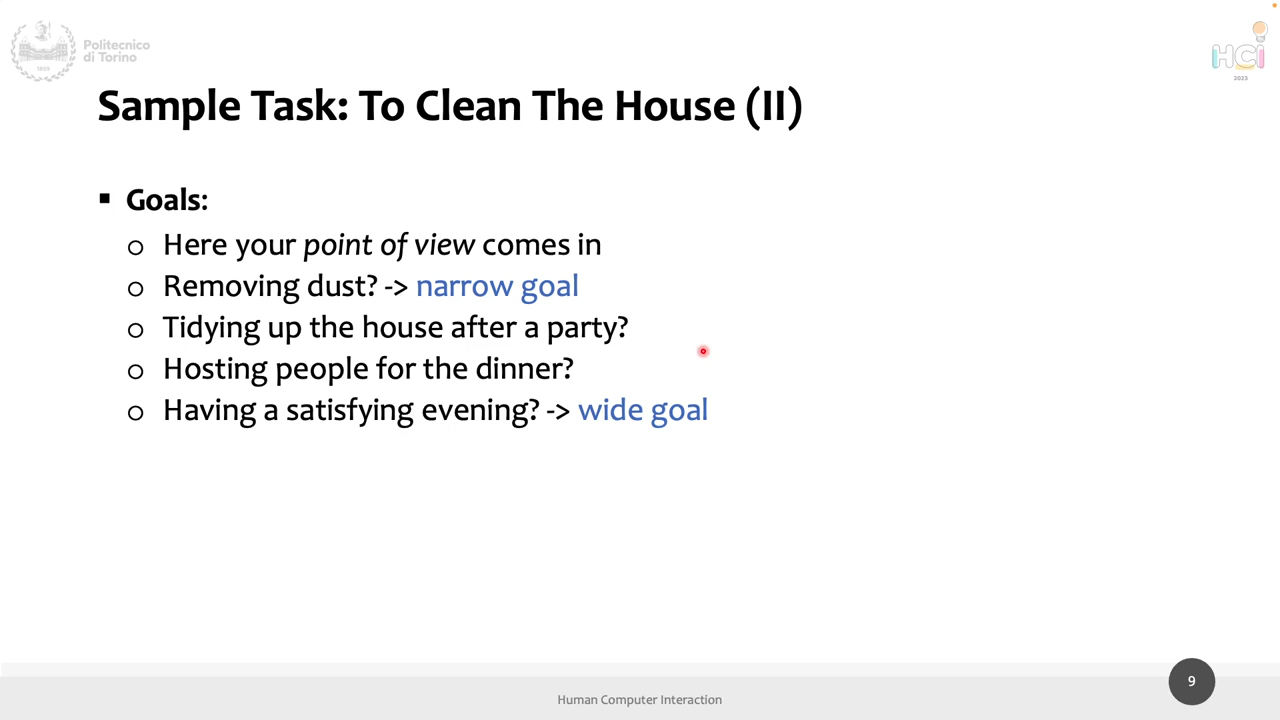 Politecnico
di Torino
1859
HCI
2023
Sample Task: To Clean The House (II)
▪ Goals:
o Here your point of view comes in
o Removing dust? -> narrow goal
o Tidying up the house after a party?
o Hosting people for the dinner?
o Having a satisfying evening? -> wide goal
Human Computer Interaction
9